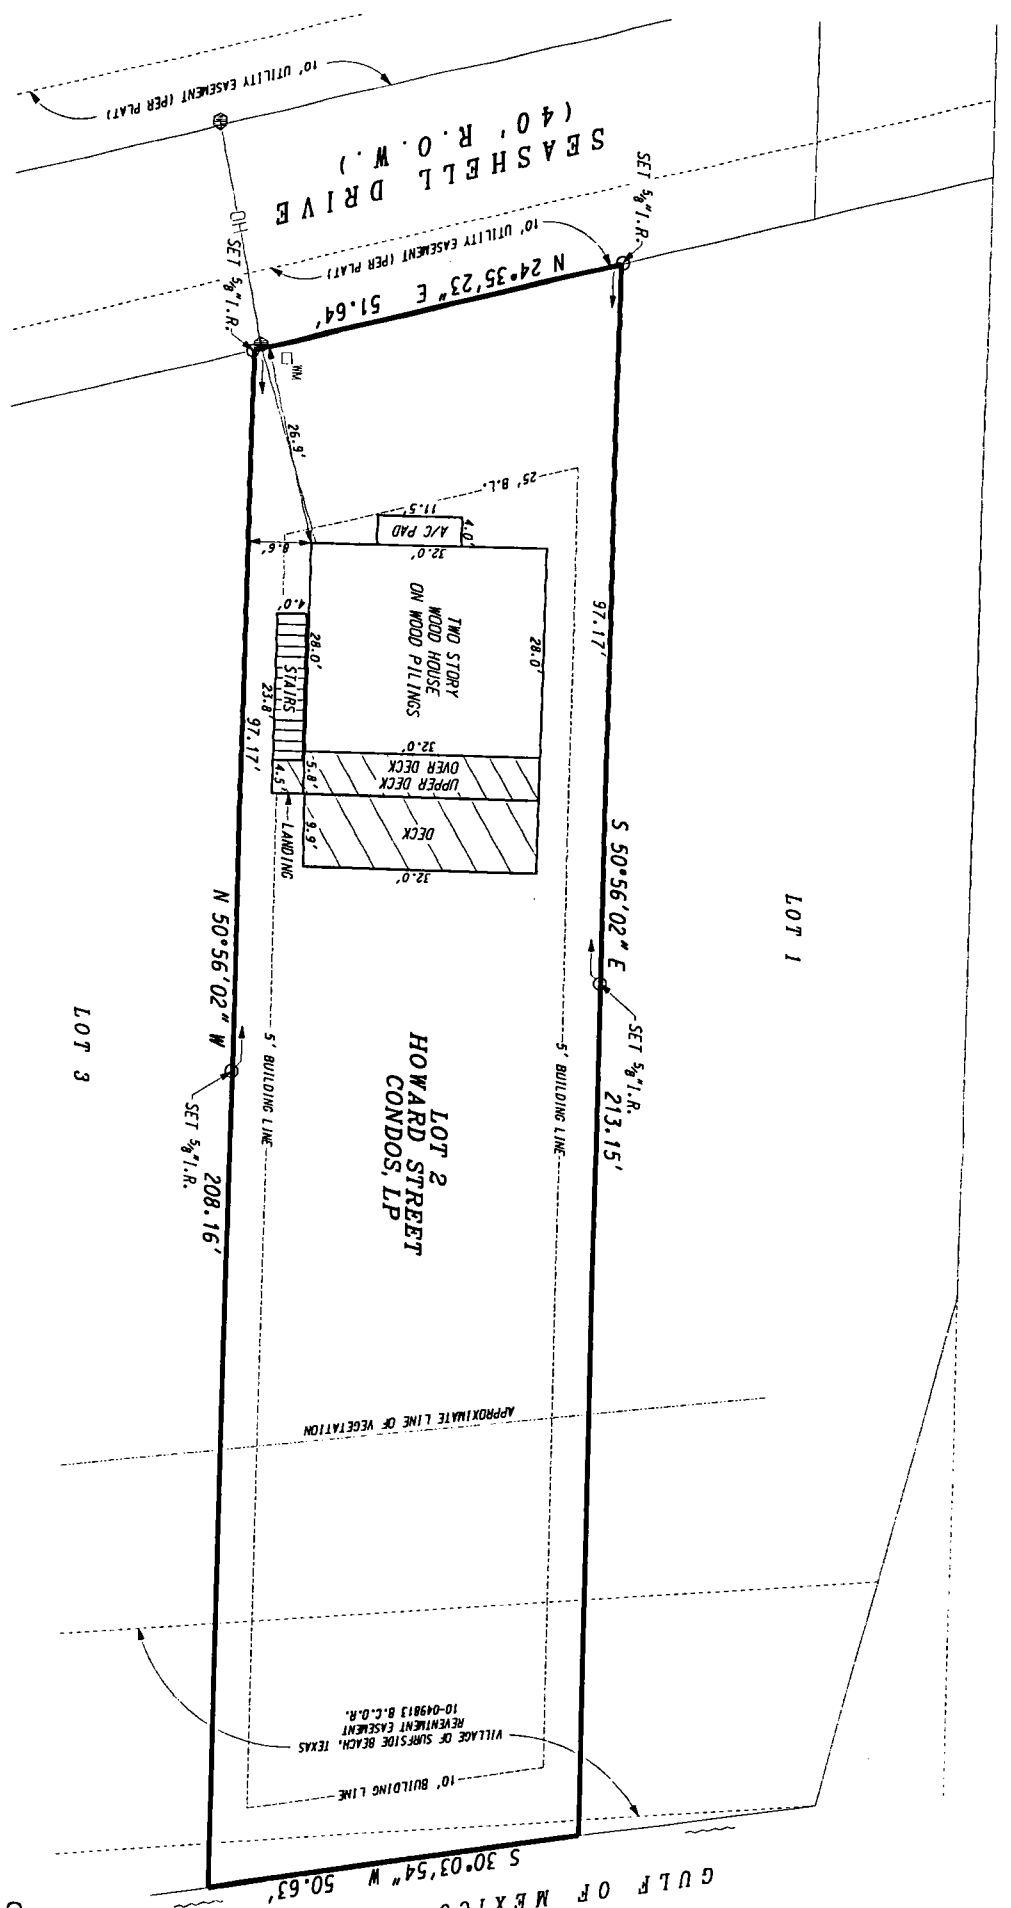 10' UTILITY EASEMENT (PER PLAT)
SEASHELL DRIVE
(40' R.O.W.)
SET 5/8" I.R.
10' UTILITY EASEMENT (PER PLAT)
N 24°35'23" E 51.64'
OH
SET 5/8" I.R.
WM
26.9'
25' B.L.
11.5'
A/C PAD
4.0'
32.0'
8.6'
TWO STORY
WOOD HOUSE
ON WOOD PILINGS
28.0'
28.0'
4.0'
STAIRS
23.8'
97.17'
97.17'
32.0'
UPPER DECK
OVER DECK
5.8'
4.5'
LANDING
DECK
9.9'
32.0'
S 50°56'02" E
213.15'
SET 5/8" I.R.
LOT 1
N 50°56'02" W
208.16'
SET 5/8" I.R.
LOT 3
5' BUILDING LINE
5' BUILDING LINE
LOT 2
HOWARD STREET
CONDOS, LP
APPROXIMATE LINE OF VEGETATION
VILLAGE OF SURFSIDE BEACH, TEXAS
REVENTMENT EASEMENT
10-049813 B.C.O.R.
10' BUILDING LINE
S 30°03'54" W 50.63'
GULF OF MEXICO